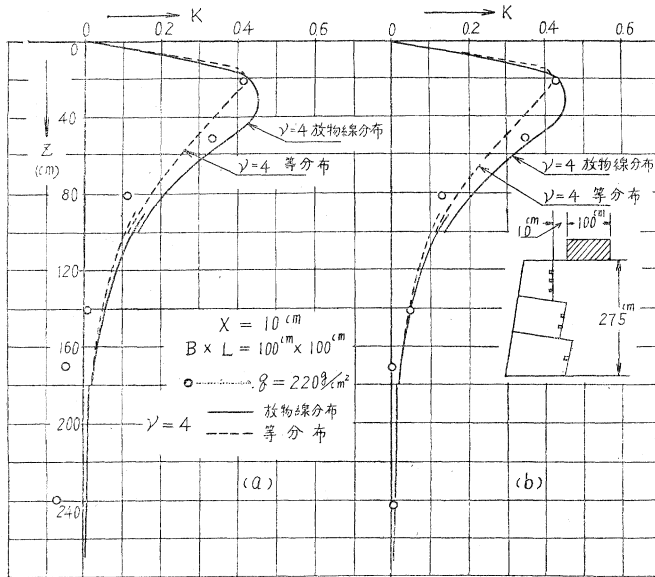 K
K
0 0.2 0.4 0.6
0 0.2 0.4 0.6
0
40
Z
(cm)
80
120
160
200
240
ν=4 放物線分布
ν=4 等分布
ν=4 放物線分布
ν=4 等分布
10cm 100cm
275cm
X = 10cm
B × L = 100cm × 100cm
q = 220g/cm²
ν=4
放物線分布
等分布
(a)
(b)